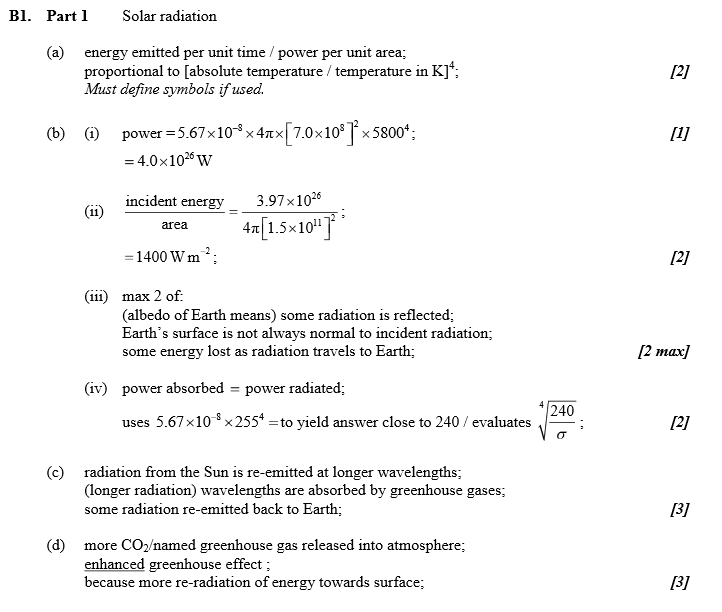 B1. Part 1 Solar radiation
(a) energy emitted per unit time / power per unit area;
proportional to [absolute temperature / temperature in K]⁴; [2]
Must define symbols if used.
(b) (i) power = 5.67×10⁻⁸ × 4π × [7.0×10⁸]² × 5800⁴; [1]
= 4.0×10²⁶ W
(ii) incident energy / area = 3.97×10²⁶ / 4π[1.5×10¹¹]² ;
= 1400 W m⁻²; [2]
(iii) max 2 of:
(albedo of Earth means) some radiation is reflected;
Earth's surface is not always normal to incident radiation;
some energy lost as radiation travels to Earth; [2 max]
(iv) power absorbed = power radiated;
uses 5.67×10⁻⁸ × 255⁴ = to yield answer close to 240 / evaluates ⁴√(240/σ) ; [2]
(c) radiation from the Sun is re-emitted at longer wavelengths;
(longer radiation) wavelengths are absorbed by greenhouse gases;
some radiation re-emitted back to Earth; [3]
(d) more CO₂/named greenhouse gas released into atmosphere;
enhanced greenhouse effect ;
because more re-radiation of energy towards surface; [3]